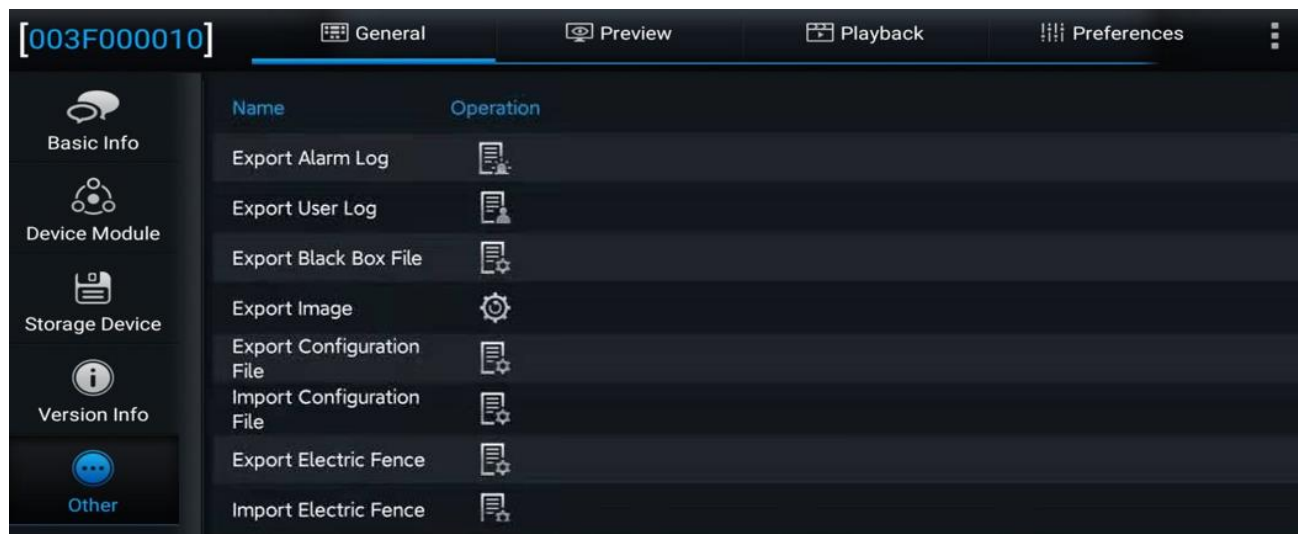 [003F000010]
General
Preview
Playback
Preferences
Basic Info
Device Module
Storage Device
Version Info
Other
Name Operation
Export Alarm Log
Export User Log
Export Black Box File
Export Image
Export Configuration
File
Import Configuration
File
Export Electric Fence
Import Electric Fence